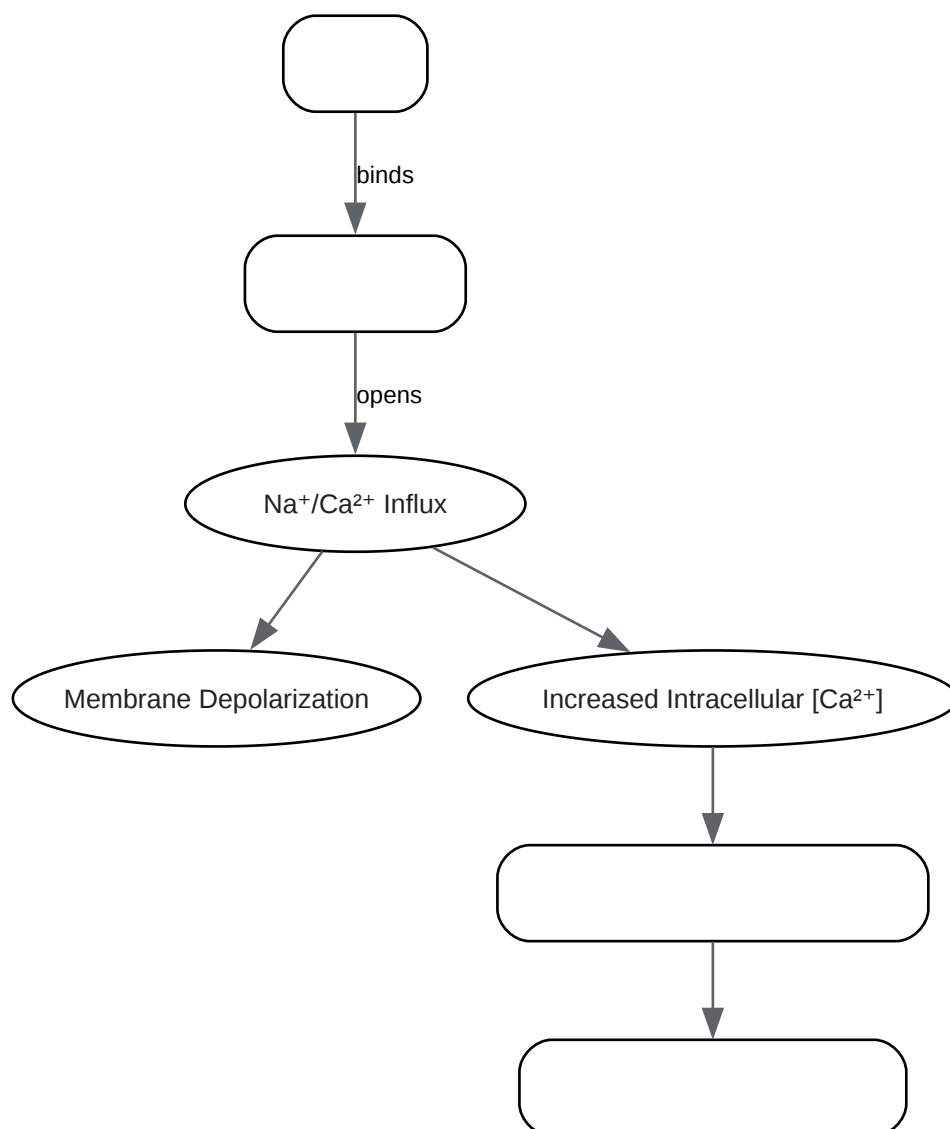 binds
opens
Na⁺/Ca²⁺ Influx
Membrane Depolarization
Increased Intracellular [Ca²⁺]